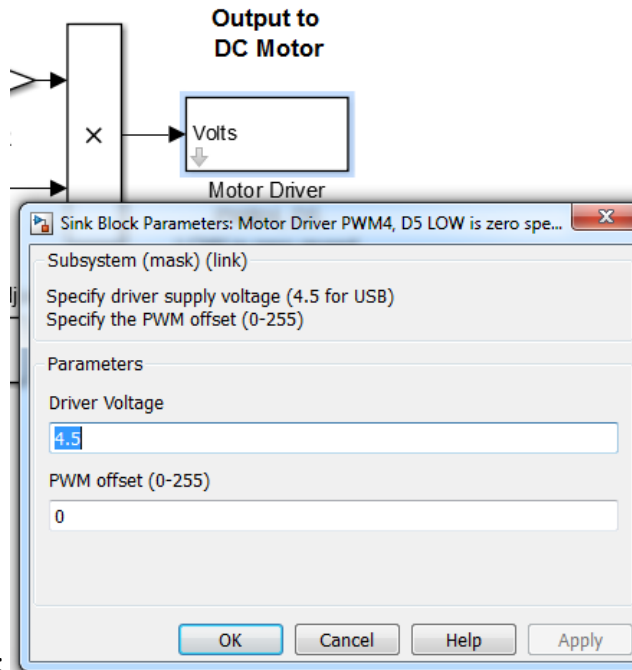 Output to
DC Motor
×
Volts
Motor Driver
Sink Block Parameters: Motor Driver PWM4, D5 LOW is zero spe...
Subsystem (mask) (link)
Specify driver supply voltage (4.5 for USB)
Specify the PWM offset (0-255)
Parameters
Driver Voltage
4.5
PWM offset (0-255)
0
OK
Cancel
Help
Apply